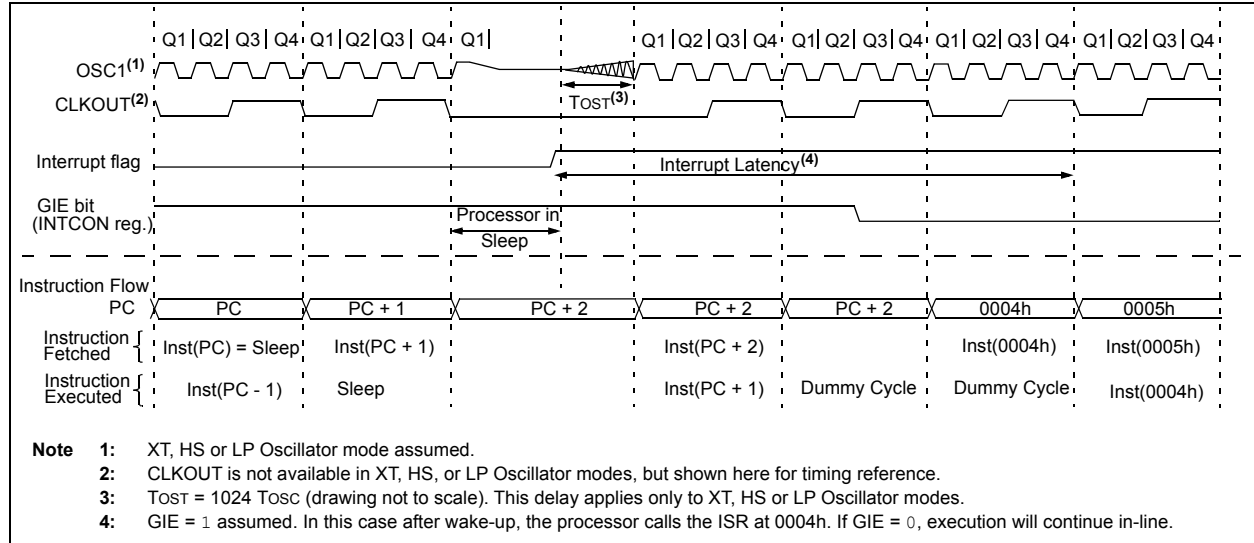 Q1 Q2 Q3 Q4 Q1 Q2 Q3 Q4 Q1 Q1 Q2 Q3 Q4 Q1 Q2 Q3 Q4 Q1 Q2 Q3 Q4 Q1 Q2 Q3 Q4
OSC1(1)
CLKOUT(2)
TOST(3)
Interrupt flag
Interrupt Latency(4)
GIE bit
(INTCON reg.)
Processor in
Sleep
Instruction Flow
PC PC PC + 1 PC + 2 PC + 2 PC + 2 0004h 0005h
Instruction
Fetched
Inst(PC) = Sleep Inst(PC + 1) Inst(PC + 2) Inst(0004h) Inst(0005h)
Instruction
Executed
Inst(PC - 1) Sleep Inst(PC + 1) Dummy Cycle Dummy Cycle Inst(0004h)
Note 1: XT, HS or LP Oscillator mode assumed.
2: CLKOUT is not available in XT, HS, or LP Oscillator modes, but shown here for timing reference.
3: TOST = 1024 TOSC (drawing not to scale). This delay applies only to XT, HS or LP Oscillator modes.
4: GIE = 1 assumed. In this case after wake-up, the processor calls the ISR at 0004h. If GIE = 0, execution will continue in-line.